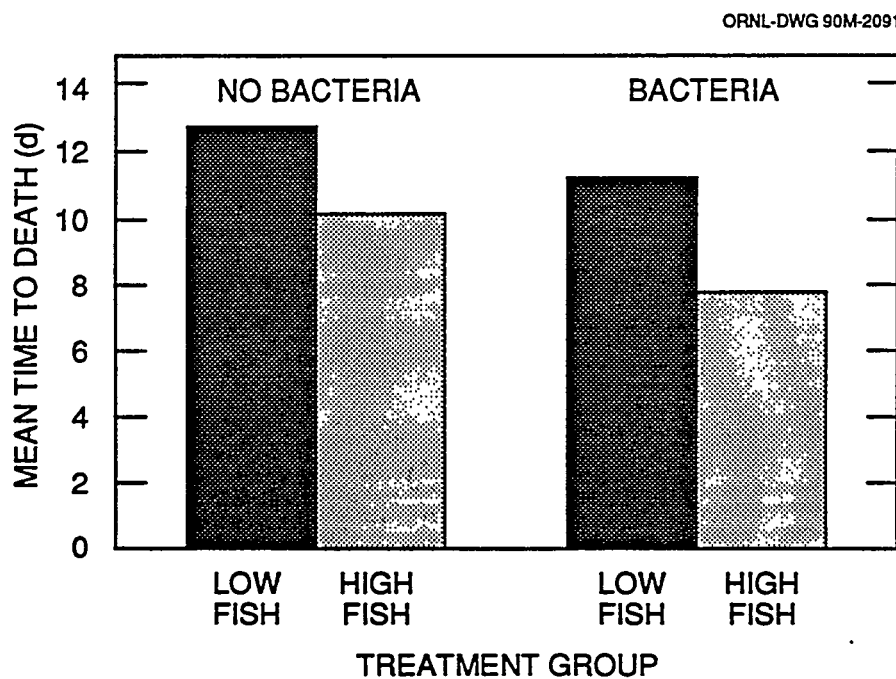 ORNL-DWG 90M-2091
NO BACTERIA
BACTERIA
MEAN TIME TO DEATH (d)
14
12
10
8
6
4
2
0
LOW FISH
HIGH FISH
LOW FISH
HIGH FISH
TREATMENT GROUP